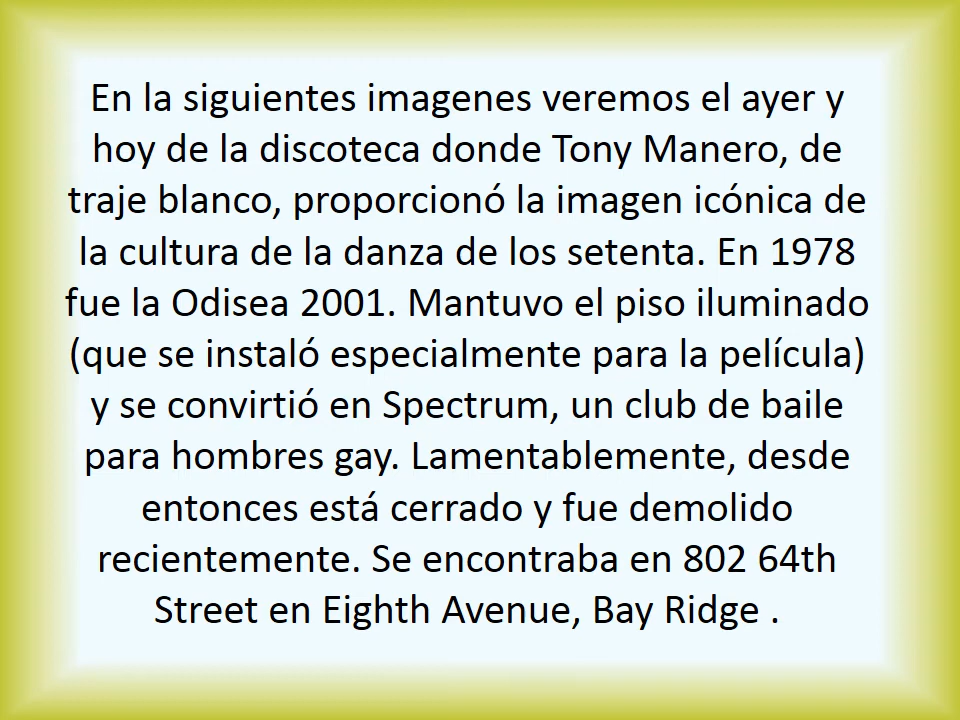 En la siguientes imagenes veremos el ayer y
hoy de la discoteca donde Tony Manero, de
traje blanco, proporcionó la imagen icónica de
la cultura de la danza de los setenta. En 1978
fue la Odisea 2001. Mantuvo el piso iluminado
(que se instaló especialmente para la película)
y se convirtió en Spectrum, un club de baile
para hombres gay. Lamentablemente, desde
entonces está cerrado y fue demolido
recientemente. Se encontraba en 802 64th
Street en Eighth Avenue, Bay Ridge .